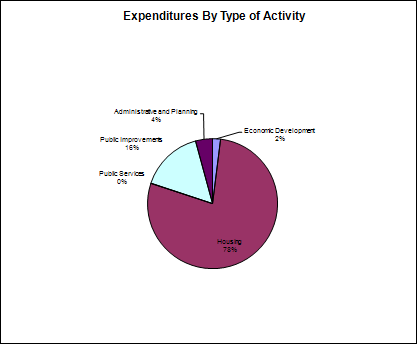 Expenditures By Type of Activity
Administrative and Planning
4%
Economic Development
2%
Public Improvements
16%
Public Services
0%
Housing
78%